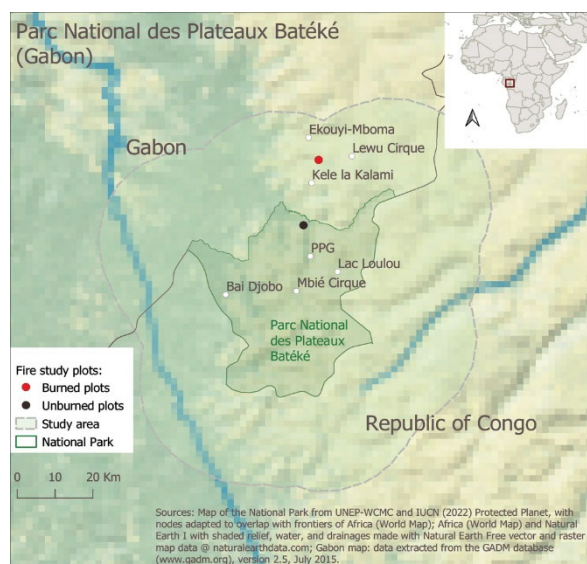 Parc National des Plateaux Batéké
(Gabon)
Gabon
Ekouyi-Mboma
Lewu Cirque
Kele la Kalami
PPG
Lac Loulou
Bai Djobo
Mbié Cirque
Parc National
des Plateaux
Batéké
Fire study plots:
Burned plots
Unburned plots
Study area
National Park
Republic of Congo
0 10 20 Km
Sources: Map of the National Park from UNEP-WCMC and IUCN (2022) Protected Planet, with
nodes adapted to overlap with frontiers of Africa (World Map); Africa (World Map) and Natural
Earth I with shaded relief, water, and drainages made with Natural Earth Free vector and raster
map data @ naturalearthdata.com; Gabon map: data extracted from the GADM database
(www.gadm.org), version 2.5, July 2015.